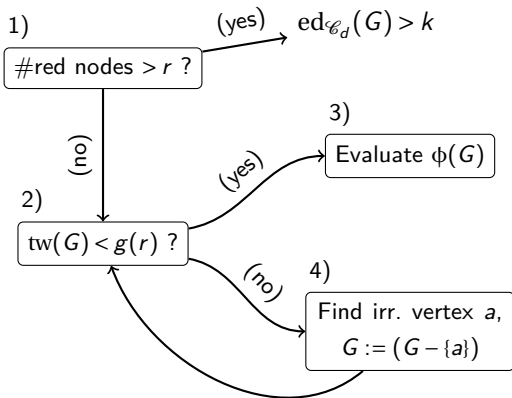 1)
#red nodes > r ?
(yes)
ed𝒞d(G) > k
(no)
2)
tw(G) < g(r) ?
(yes)
3)
Evaluate ϕ(G)
(no)
4)
Find irr. vertex a,
G := (G − {a})